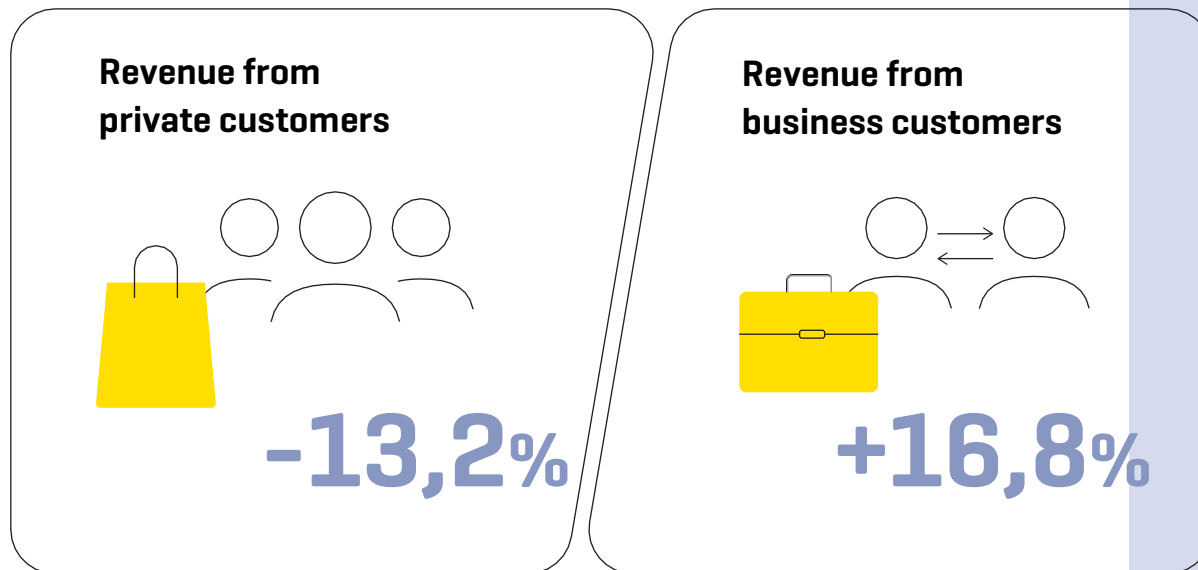 Revenue from
private customers
-13,2%
Revenue from
business customers
+16,8%